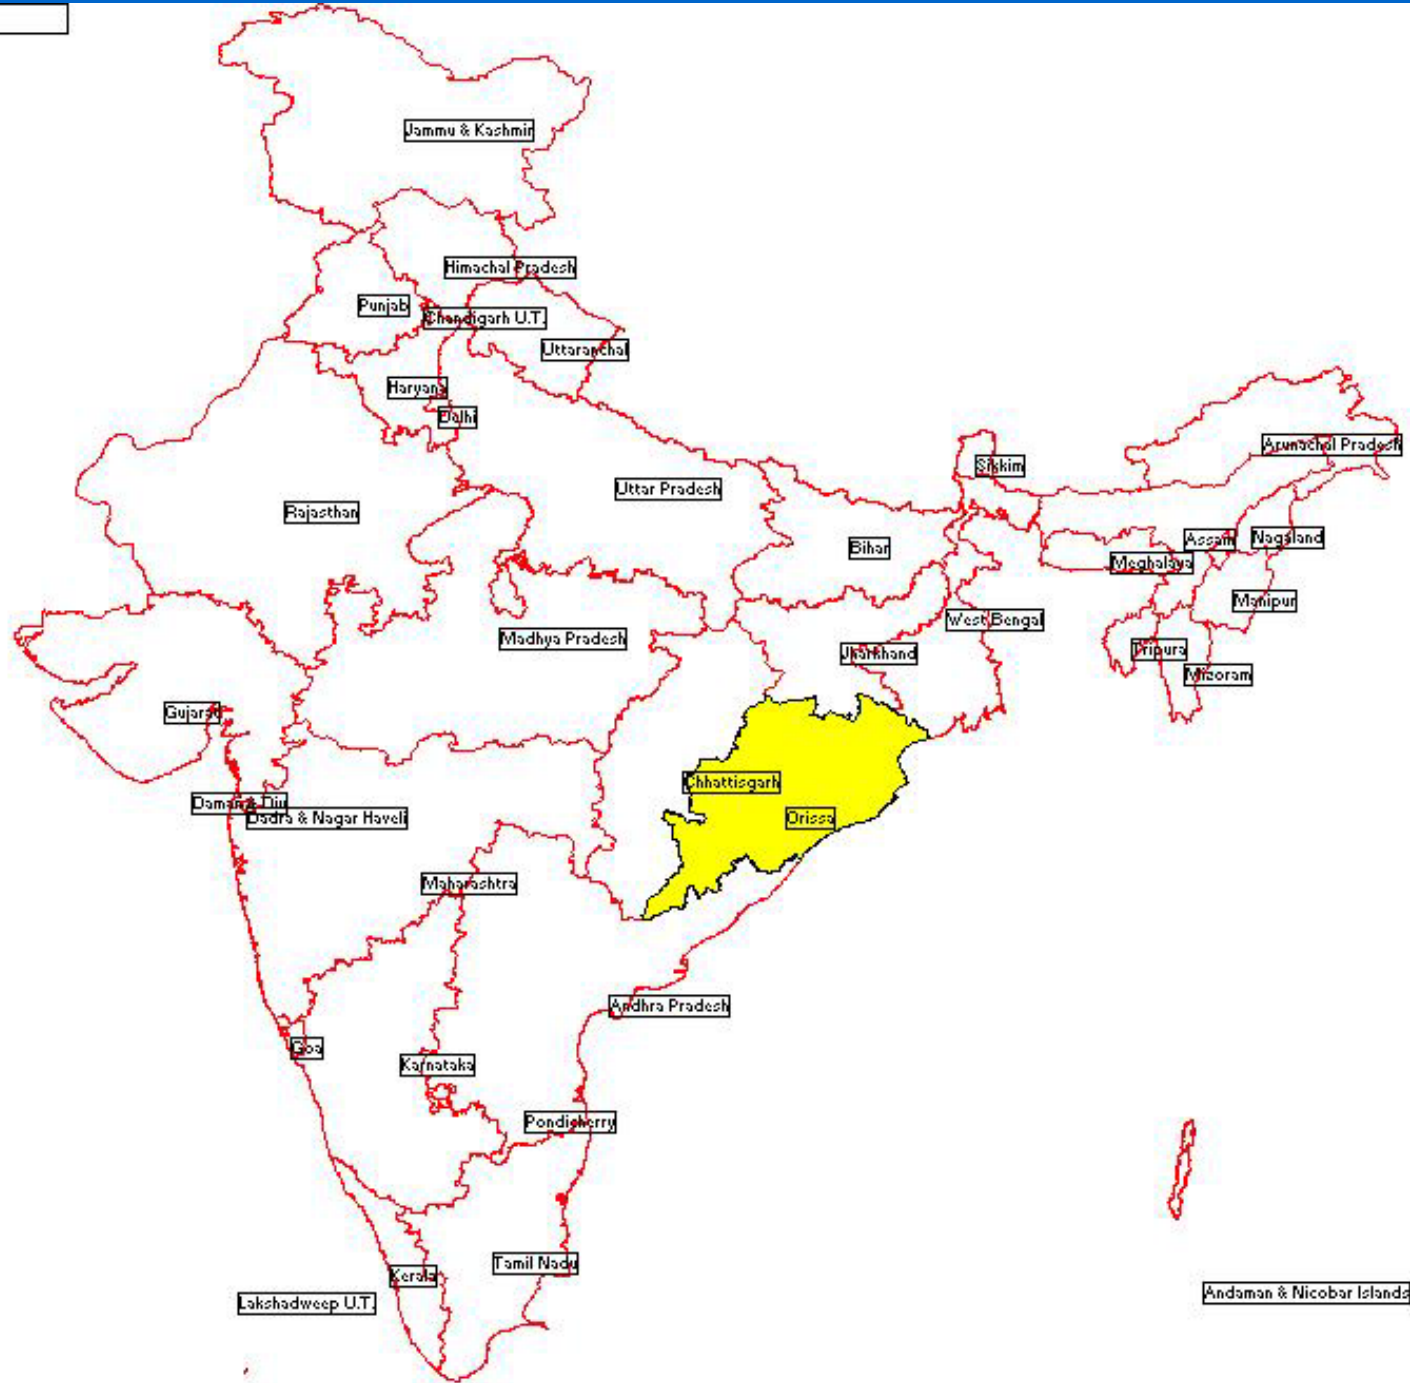 Jammu & Kashmir
Himachal Pradesh
Punjab
Chandigarh U.T.
Uttaranchal
Haryana
Delhi
Arunachal Pradesh
Sikkim
Uttar Pradesh
Rajasthan
Assam
Nagaland
Bihar
Meghalaya
Manipur
West Bengal
Madhya Pradesh
Jharkhand
Tripura
Mizoram
Gujarat
Chhattisgarh
Daman & Diu
Dadra & Nagar Haveli
Orissa
Maharashtra
Andhra Pradesh
Goa
Karnataka
Pondicherry
Tamil Nadu
Kerala
Lakshadweep U.T.
Andaman & Nicobar Islands